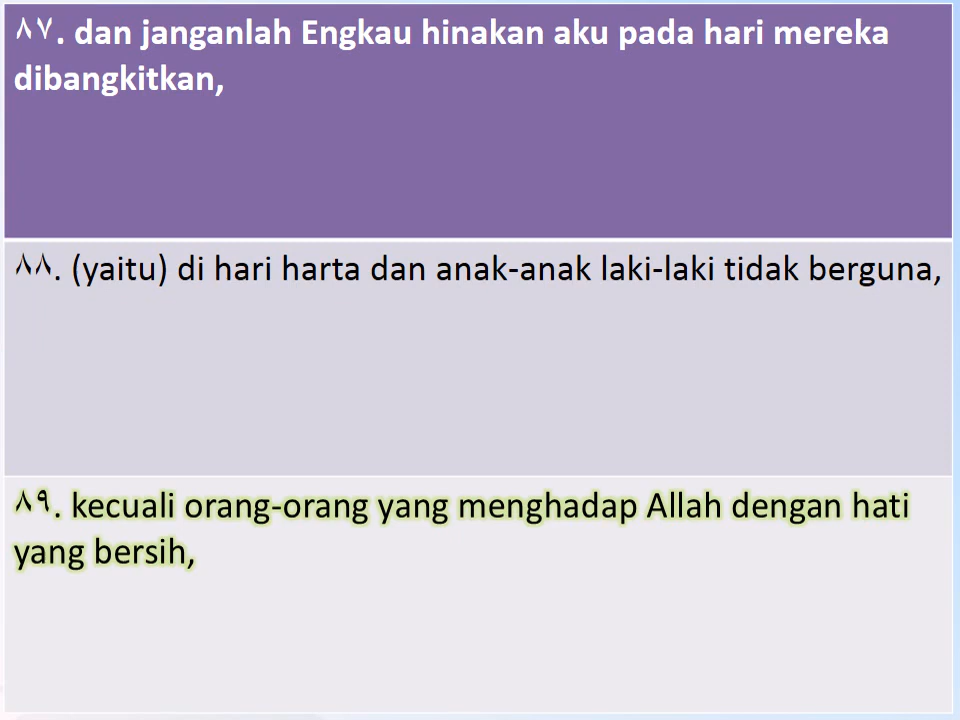 ٨٧. dan janganlah Engkau hinakan aku pada hari mereka
dibangkitkan,
٨٨. (yaitu) di hari harta dan anak-anak laki-laki tidak berguna,
٨٩. kecuali orang-orang yang menghadap Allah dengan hati
yang bersih,